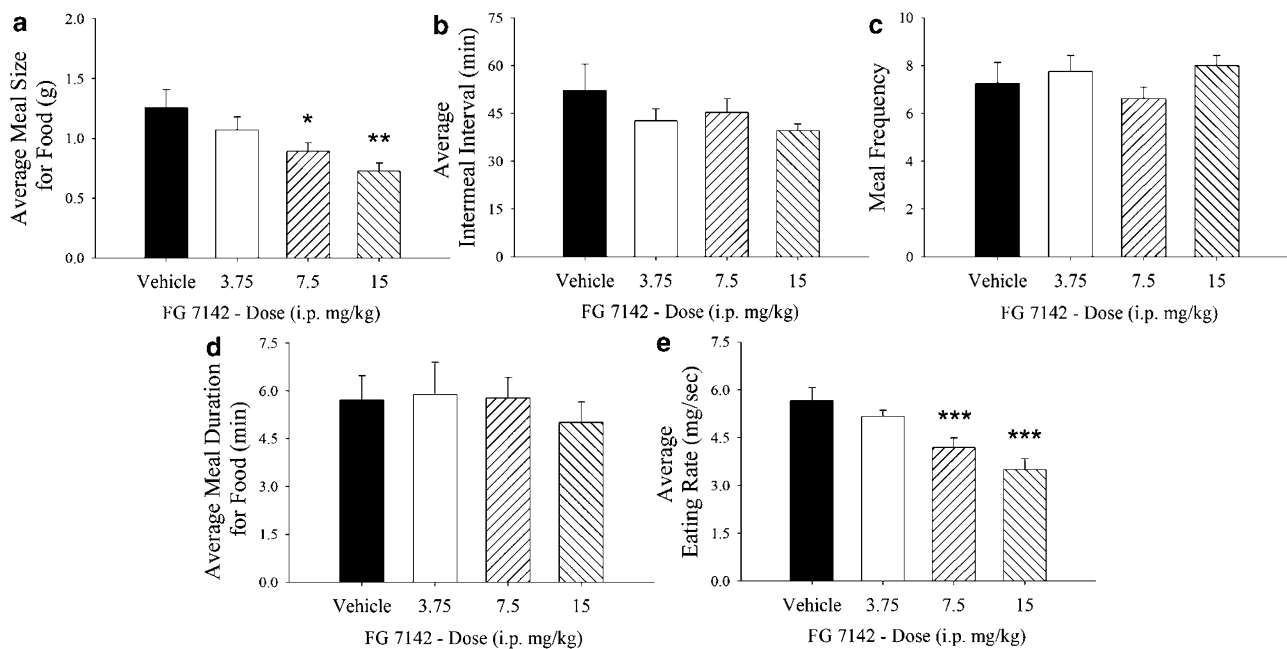 a
Average Meal Size
for Food (g)
2.0
1.5
1.0
0.5
0.0
*
**
Vehicle 3.75 7.5 15
FG 7142 - Dose (i.p. mg/kg)
b
Average
Intermeal Interval (min)
75
60
45
30
15
0
Vehicle 3.75 7.5 15
FG 7142 - Dose (i.p. mg/kg)
c
Meal Frequency
10
8
6
4
2
0
Vehicle 3.75 7.5 15
FG 7142 - Dose (i.p. mg/kg)
d
Average Meal Duration
for Food (min)
7.5
6.0
4.5
3.0
1.5
0.0
Vehicle 3.75 7.5 15
FG 7142 - Dose (i.p. mg/kg)
e
Average
Eating Rate (mg/sec)
7.5
6.0
4.5
3.0
1.5
0.0
***
***
Vehicle 3.75 7.5 15
FG 7142 - Dose (i.p. mg/kg)